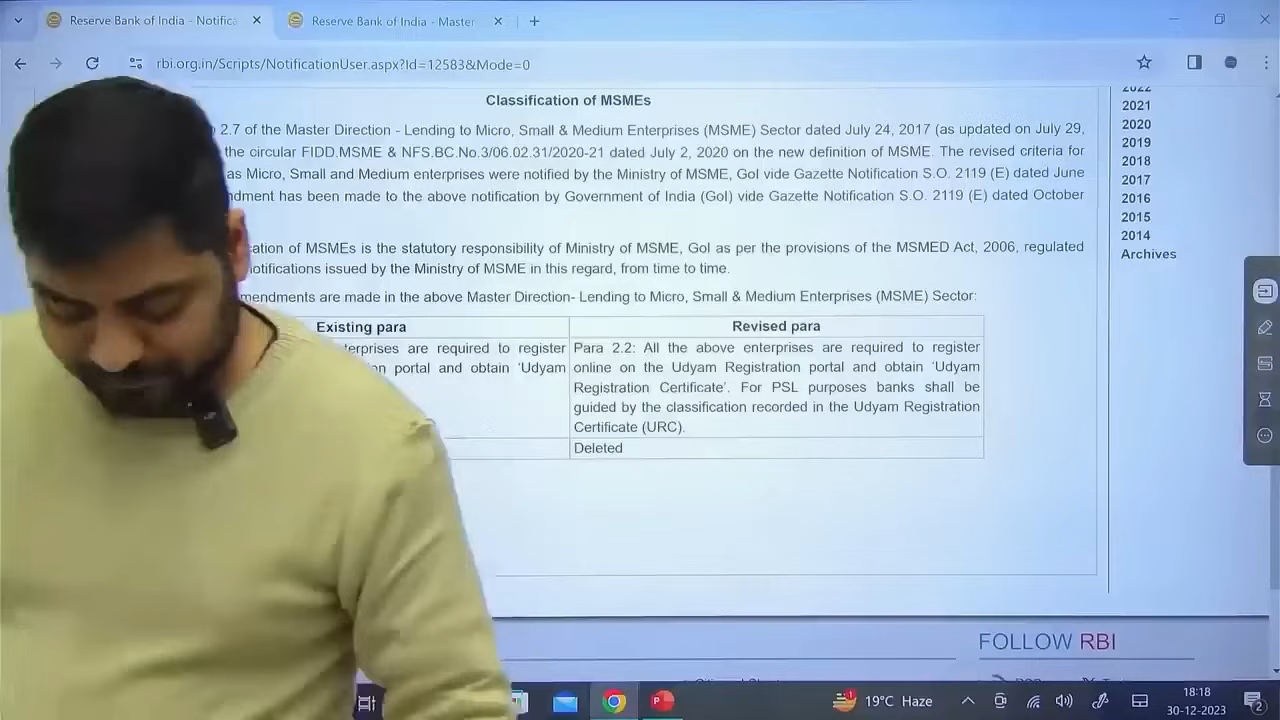 Reserve Bank of India - Notific
Reserve Bank of India - Master
rbi.org.in/Scripts/NotificationUser.aspx?Id=12583&Mode=0
Classification of MSMEs
2.7 of the Master Direction - Lending to Micro, Small & Medium Enterprises (MSME) Sector dated July 24, 2017 (as updated on July 29,
the circular FIDD.MSME & NFS.BC.No.3/06.02.31/2020-21 dated July 2, 2020 on the new definition of MSME. The revised criteria for
as Micro, Small and Medium enterprises were notified by the Ministry of MSME, GoI vide Gazette Notification S.O. 2119 (E) dated June
has been made to the above notification by Government of India (GoI) vide Gazette Notification S.O. 2119 (E) dated October
of MSMEs is the statutory responsibility of Ministry of MSME, GoI as per the provisions of the MSMED Act, 2006, regulated
issued by the Ministry of MSME in this regard, from time to time.
are made in the above Master Direction- Lending to Micro, Small & Medium Enterprises (MSME) Sector:
Existing para
are required to register
portal and obtain ‘Udyam
Revised para
Para 2.2: All the above enterprises are required to register
online on the Udyam Registration portal and obtain ‘Udyam
Registration Certificate’. For PSL purposes banks shall be
guided by the classification recorded in the Udyam Registration
Certificate (URC).
Deleted
2022
2021
2020
2019
2018
2017
2016
2015
2014
Archives
FOLLOW RBI
19°C Haze
18:18
30-12-2023